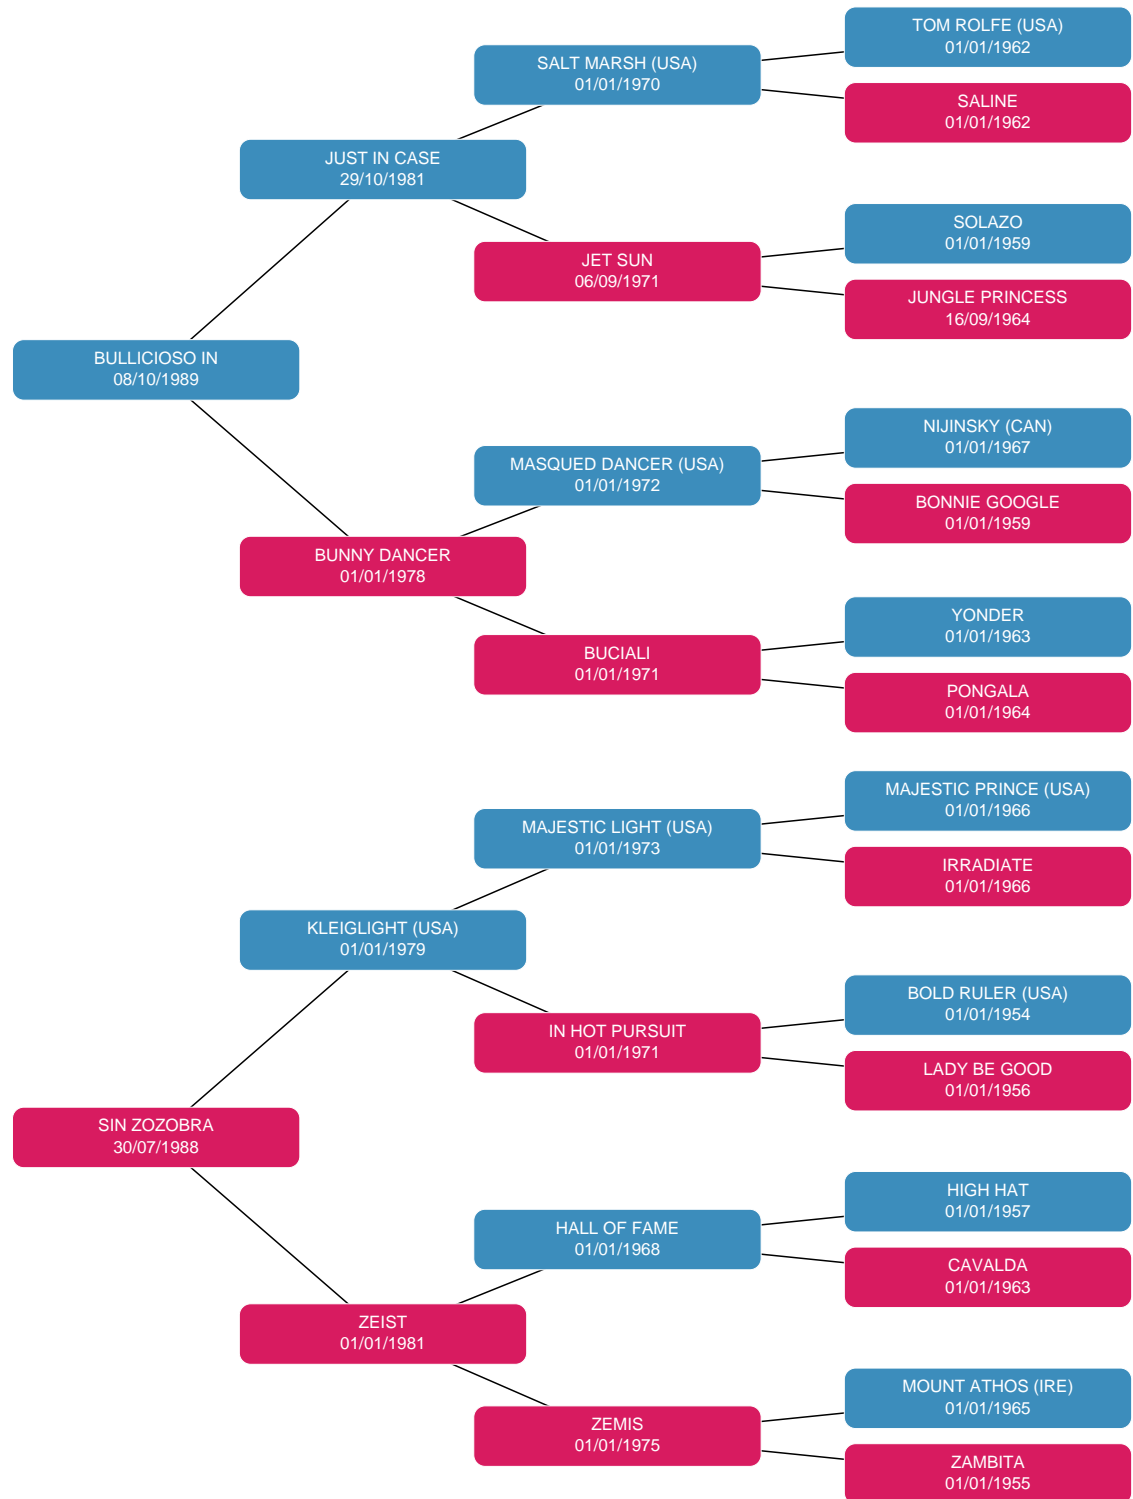 TOM ROLFE (USA)
01/01/1962
SALT MARSH (USA)
01/01/1970
SALINE
01/01/1962
JUST IN CASE
29/10/1981
SOLAZO
01/01/1959
JET SUN
06/09/1971
JUNGLE PRINCESS
16/09/1964
BULLICIOSO IN
08/10/1989
NIJINSKY (CAN)
01/01/1967
MASQUED DANCER (USA)
01/01/1972
BONNIE GOOGLE
01/01/1959
BUNNY DANCER
01/01/1978
YONDER
01/01/1963
BUCIALI
01/01/1971
PONGALA
01/01/1964
MAJESTIC PRINCE (USA)
01/01/1966
MAJESTIC LIGHT (USA)
01/01/1973
IRRADIATE
01/01/1966
KLEIGLIGHT (USA)
01/01/1979
BOLD RULER (USA)
01/01/1954
IN HOT PURSUIT
01/01/1971
LADY BE GOOD
01/01/1956
SIN ZOZOBRA
30/07/1988
HIGH HAT
01/01/1957
HALL OF FAME
01/01/1968
CAVALDA
01/01/1963
ZEIST
01/01/1981
MOUNT ATHOS (IRE)
01/01/1965
ZEMIS
01/01/1975
ZAMBITA
01/01/1955